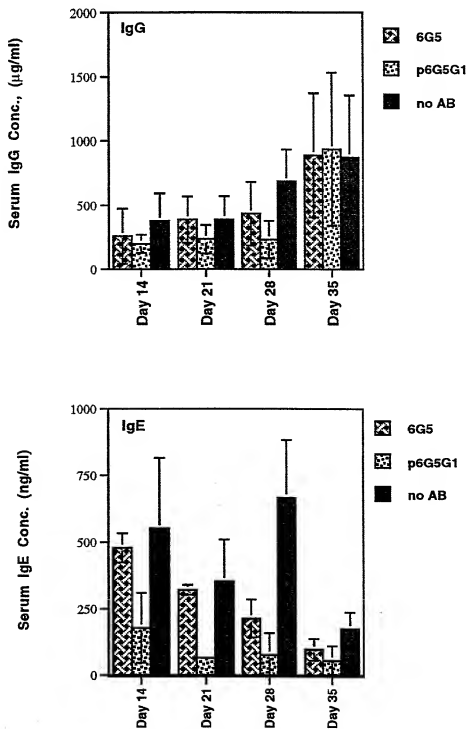 IgG
2000
1500
1000
500
0
Serum IgG Conc., (µg/ml)
Day 14
Day 21
Day 28
Day 35
6G5
p6G5G1
no AB
IgE
1000
750
500
250
0
Serum IgE Conc. (ng/ml)
Day 14
Day 21
Day 28
Day 35
6G5
p6G5G1
no AB